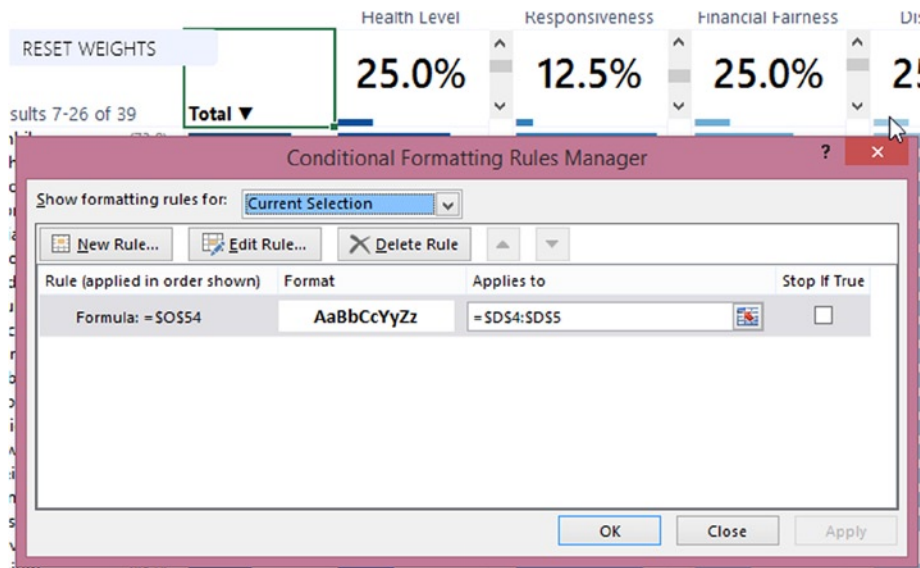 Health Level Responsiveness Financial Fairness
RESET WEIGHTS
25.0% 12.5% 25.0%
sults 7-26 of 39 Total ▼
Conditional Formatting Rules Manager ? ×
Show formatting rules for: Current Selection
New Rule... Edit Rule... Delete Rule
Rule (applied in order shown) Format Applies to Stop If True
Formula: =$O$54 AaBbCcYyZz =$D$4:$D$5
OK Close Apply